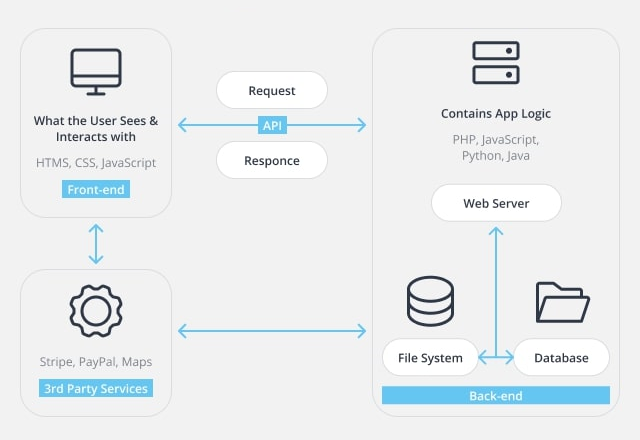 What the User Sees &
Interacts with
HTMS, CSS, JavaScript
Front-end
Request
API
Responce
Contains App Logic
PHP, JavaScript,
Python, Java
Web Server
Stripe, PayPal, Maps
3rd Party Services
File System
Database
Back-end